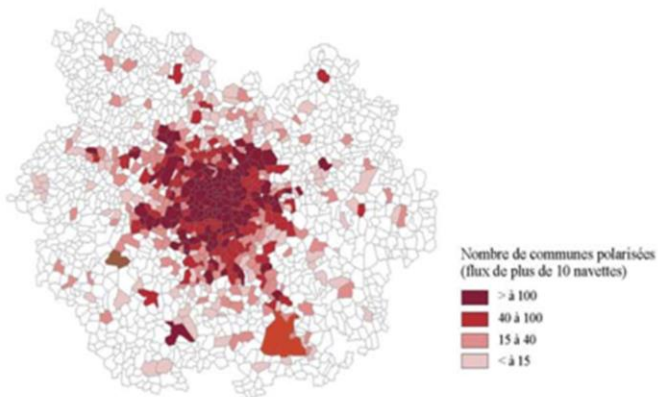 Nombre de communes polarisées
(flux de plus de 10 navettes)
> à 100
40 à 100
15 à 40
< à 15